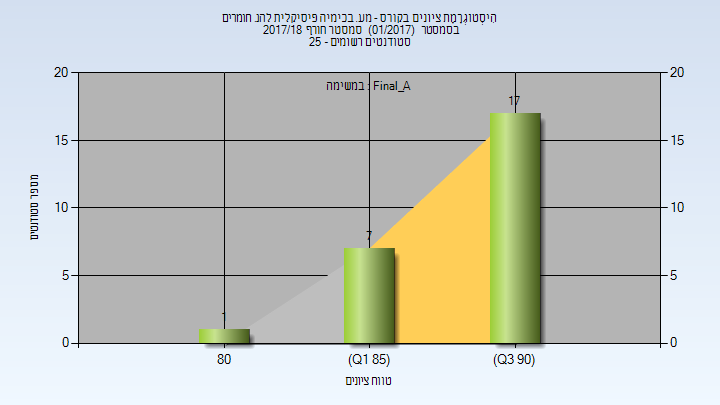 היסטוגרמת ציונים בקורס - מע. בכימיה פיסיקלית להנ. חומרים
בסמסטר (01/2017) סמסטר חורף 2017/18
סטודנטים רשומים - 25
במשימה : Final_A
20 20
15 15
10 10
5 5
0 0
מספר סטודנטים
1 7 17
80 (Q1 85) (Q3 90)
טווח ציונים